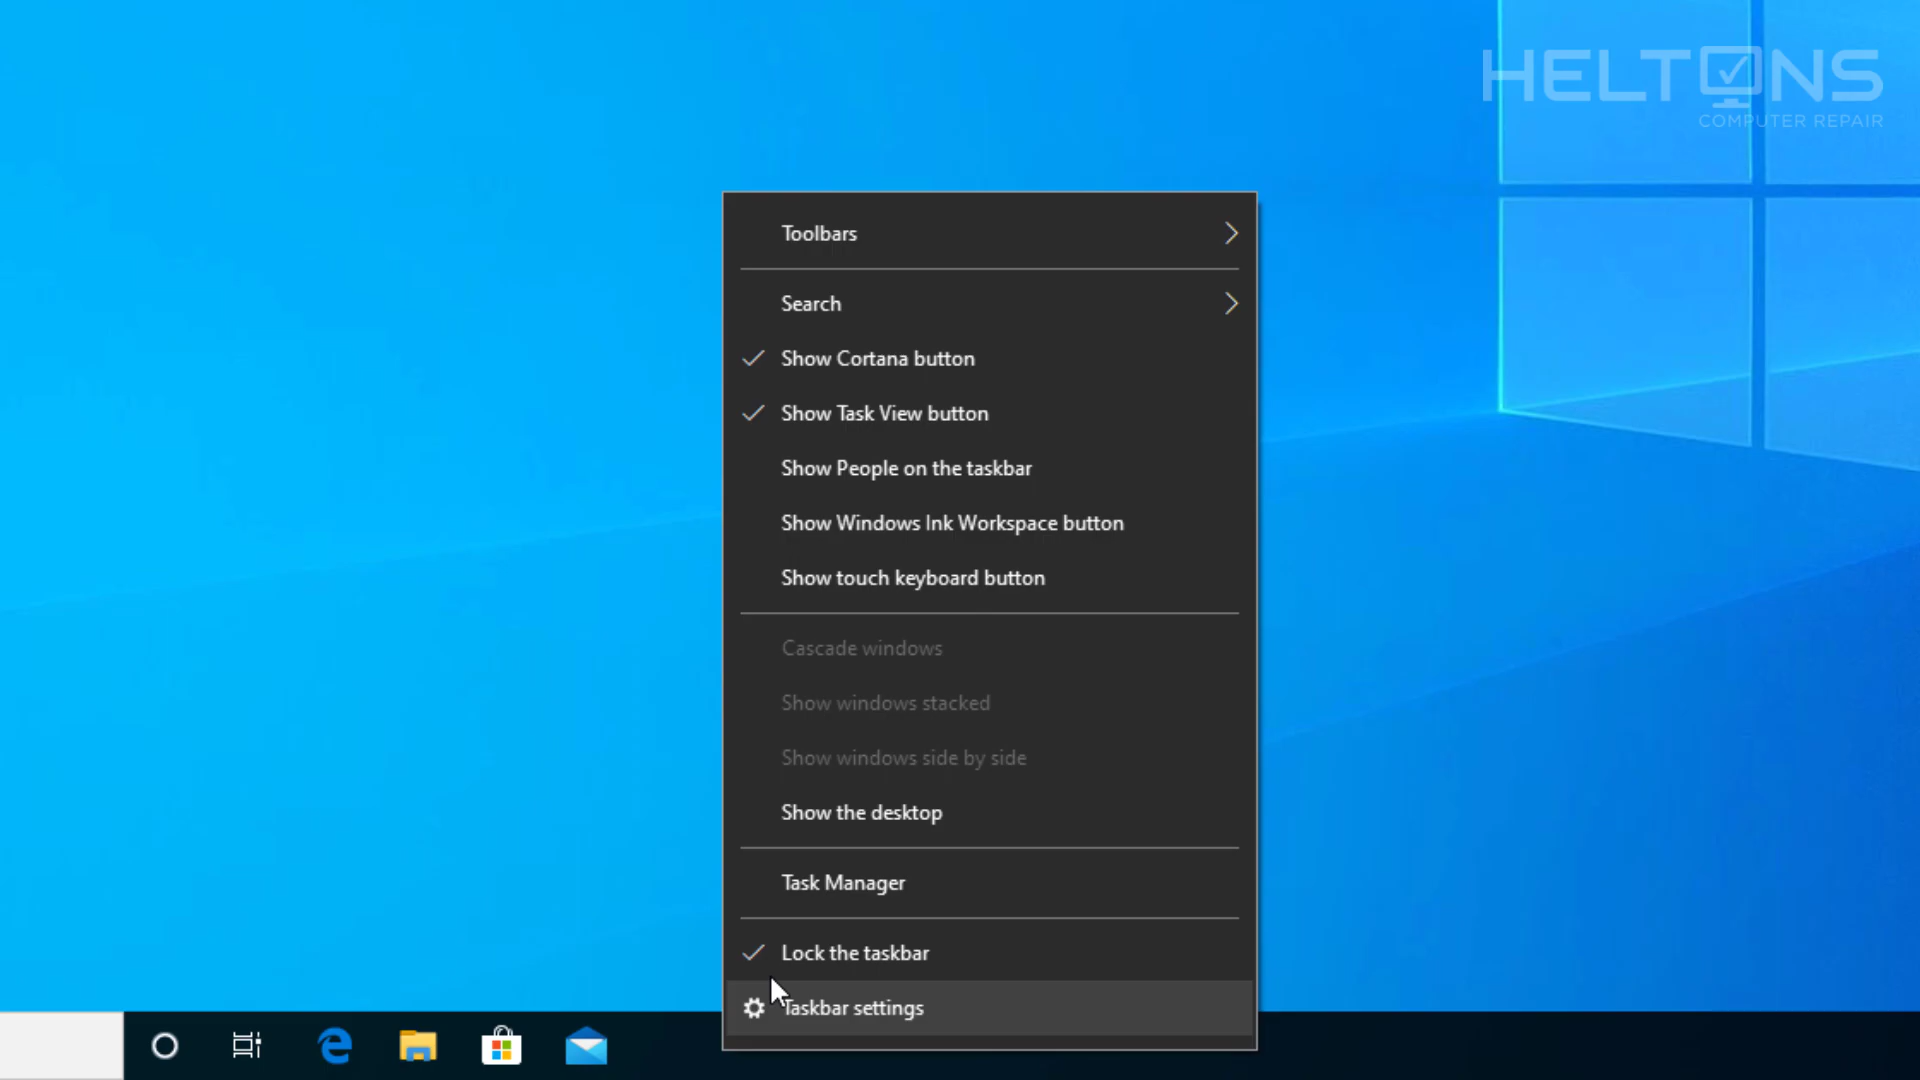 HELTONS
COMPUTER REPAIR
Toolbars
Search
Show Cortana button
Show Task View button
Show People on the taskbar
Show Windows Ink Workspace button
Show touch keyboard button
Cascade windows
Show windows stacked
Show windows side by side
Show the desktop
Task Manager
Lock the taskbar
Taskbar settings